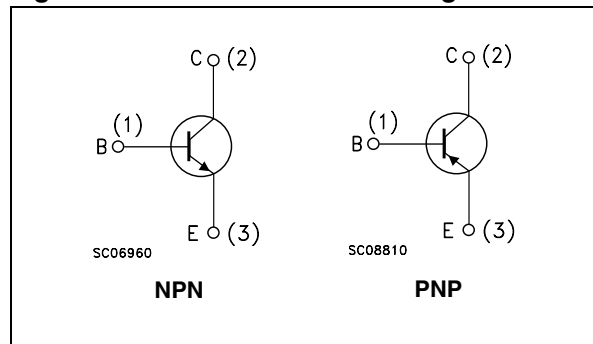 C (2)
(1)
B
E (3)
SC06960
NPN
C (2)
(1)
B
E (3)
SC08810
PNP